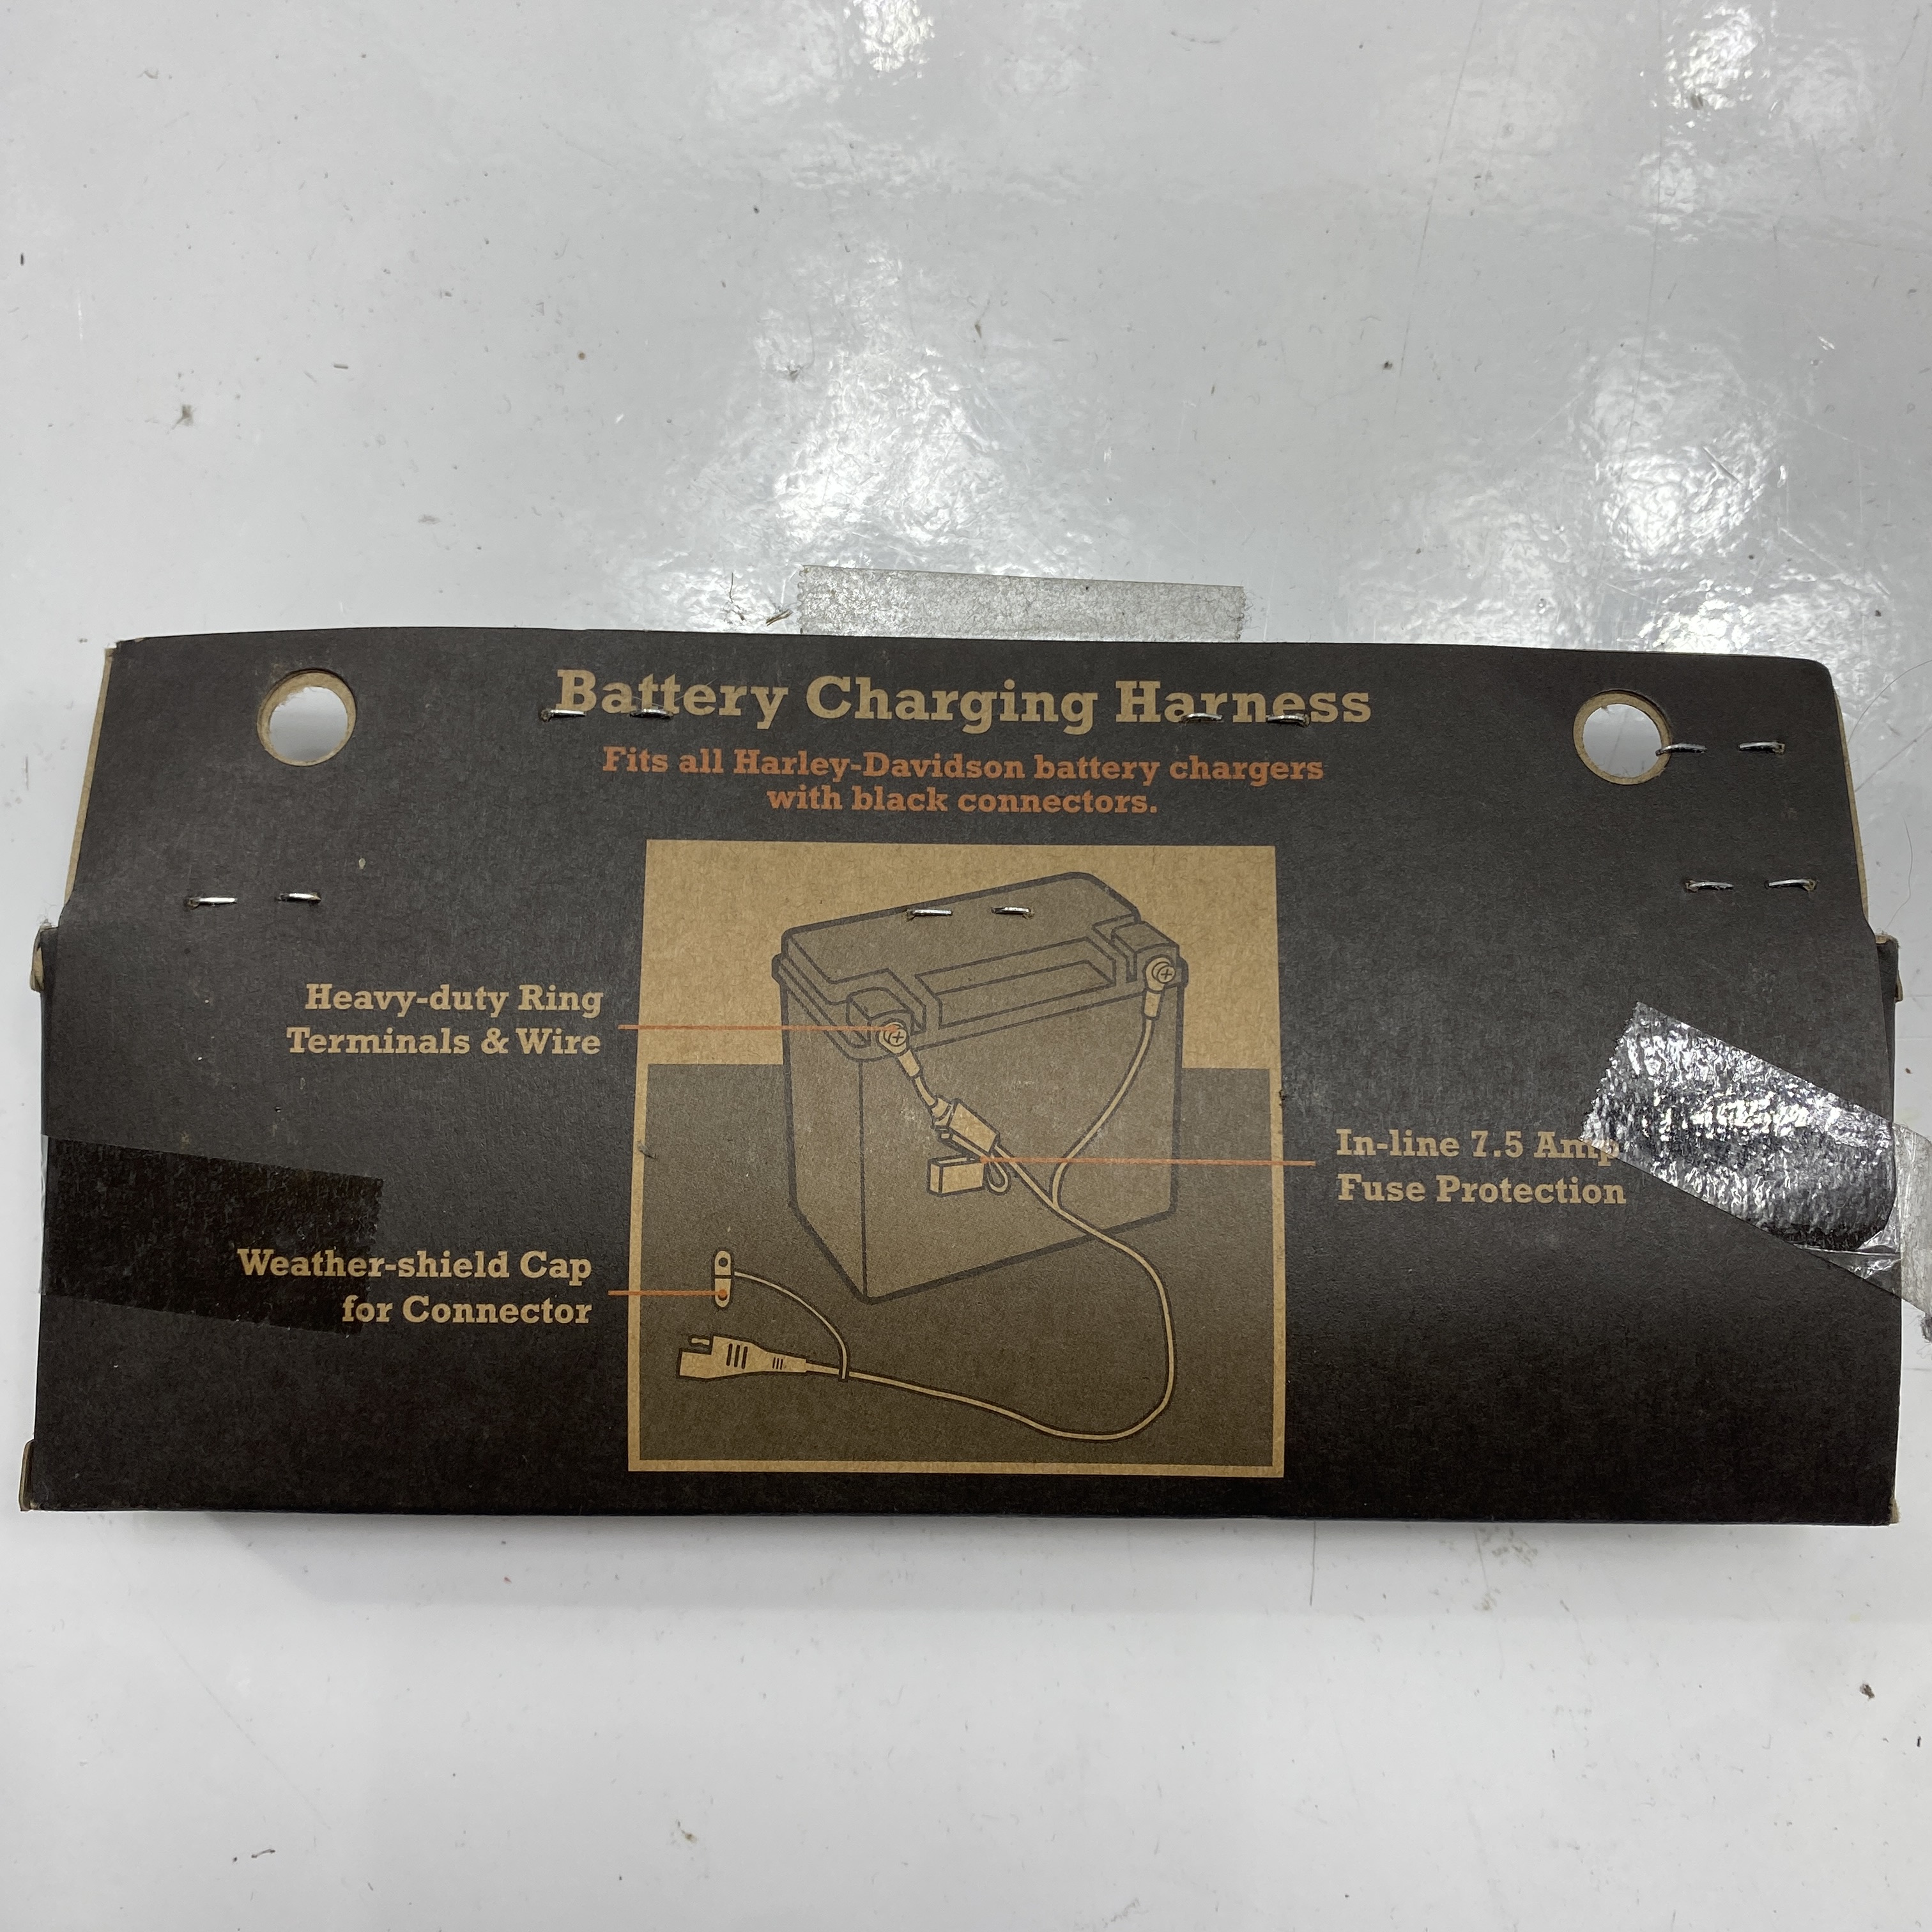 Battery Charging Harness
Fits all Harley-Davidson battery chargers
with black connectors.
Heavy-duty Ring
Terminals & Wire
In-line 7.5 Amp
Fuse Protection
Weather-shield Cap
for Connector